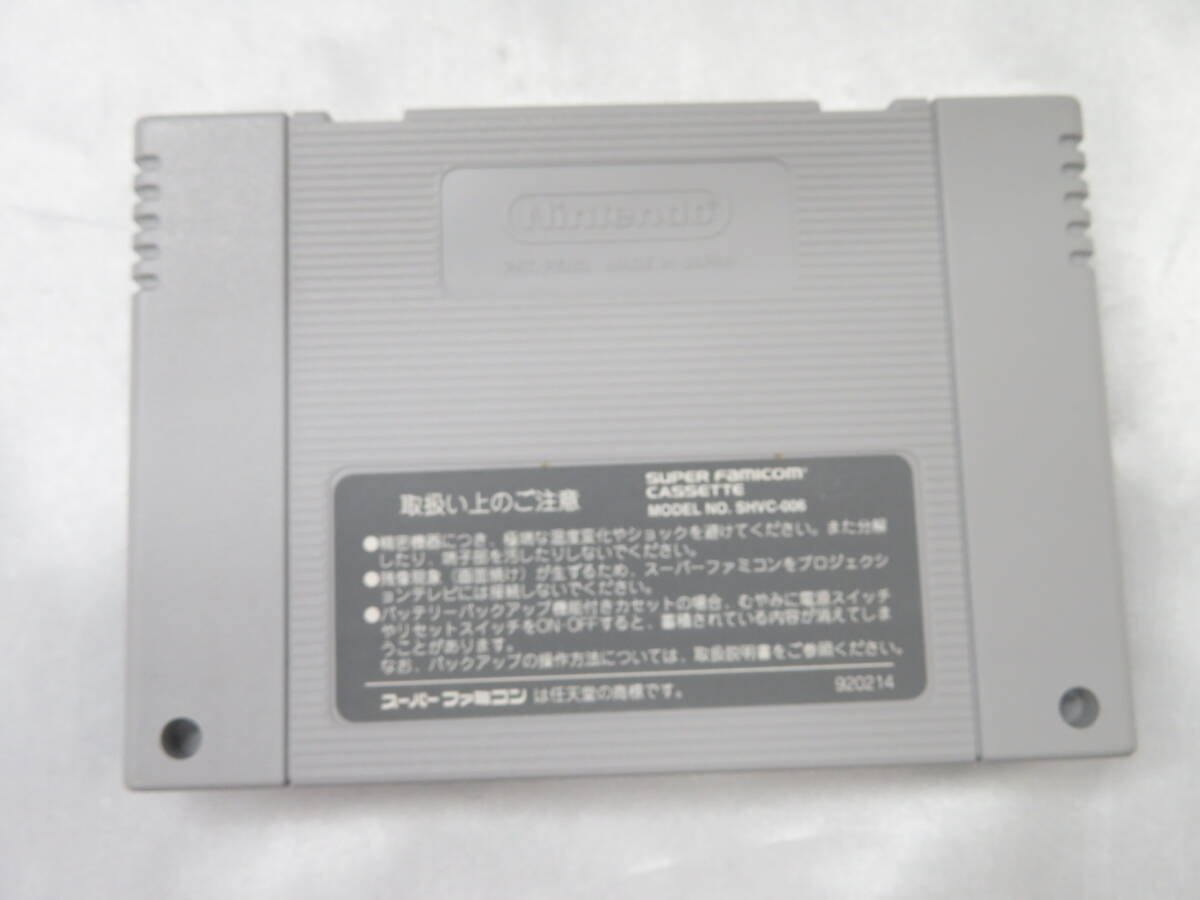 Nintendo
取扱い上のご注意
SUPER Famicom
CASSETTE
MODEL NO. SHVC-006
●精密機器につき、極端な温度変化やショックを避けてください。また分解
したり、端子部を汚したりしないでください。
●残像現象（画面焼け）が生ずるため、スーパーファミコンをプロジェクシ
ョンテレビには接続しないでください。
●バッテリーバックアップ機能付きカセットの場合、むやみに電源スイッチ
やリセットスイッチをON-OFFすると、蓄積されている内容が消えてしま
うことがあります。
なお、バックアップの操作方法については、取扱説明書をご参照ください。
スーパーファミコン は任天堂の商標です。
920214